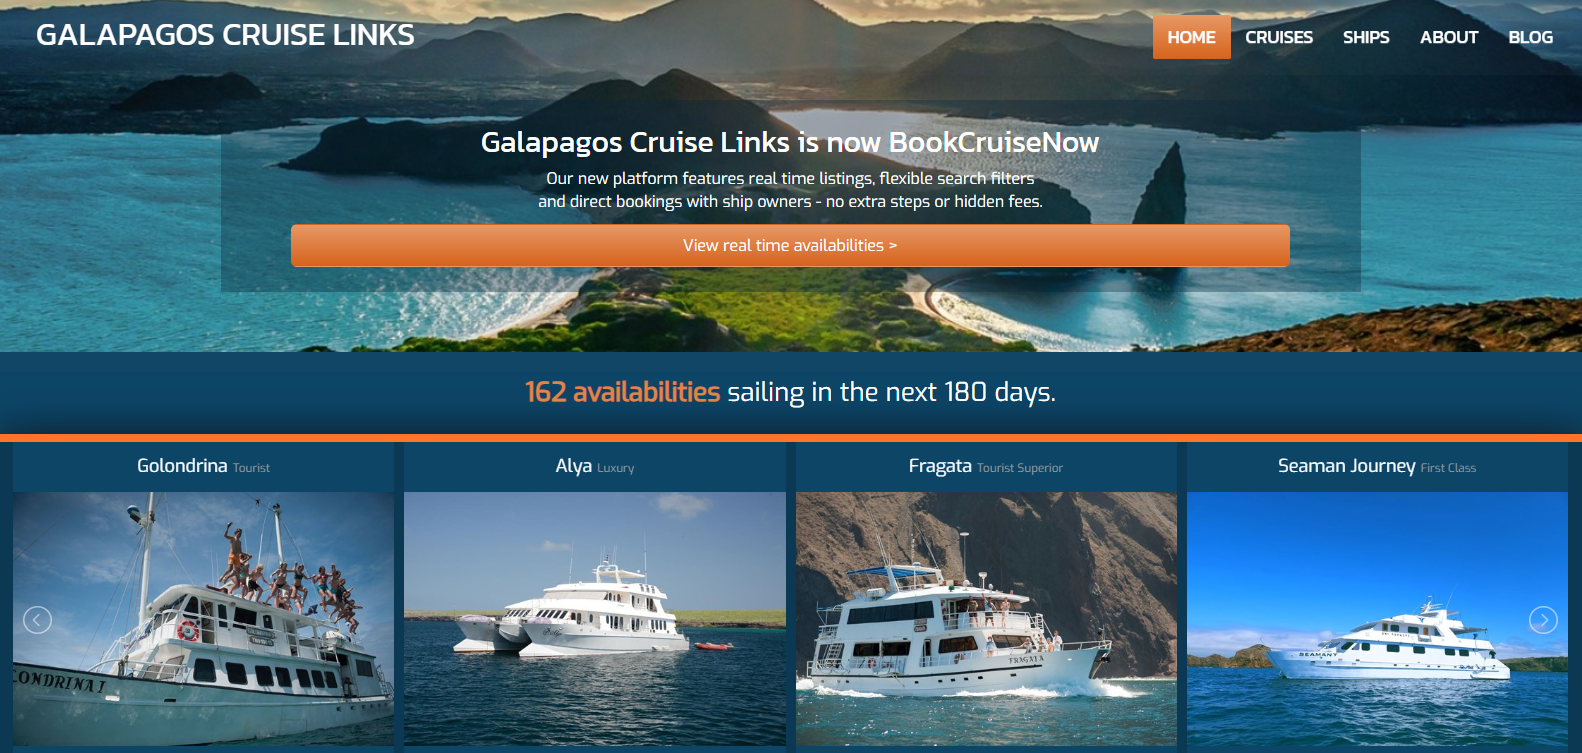 GALAPAGOS CRUISE LINKS
HOME CRUISES SHIPS ABOUT BLOG
Galapagos Cruise Links is now BookCruiseNow
Our new platform features real time listings, flexible search filters
and direct bookings with ship owners - no extra steps or hidden fees.
View real time availabilities >
162 availabilities sailing in the next 180 days.
Golondrina Tourist
Alya Luxury
Fragata Tourist Superior
Seaman Journey First Class
LONDRINA I
FRAGATA